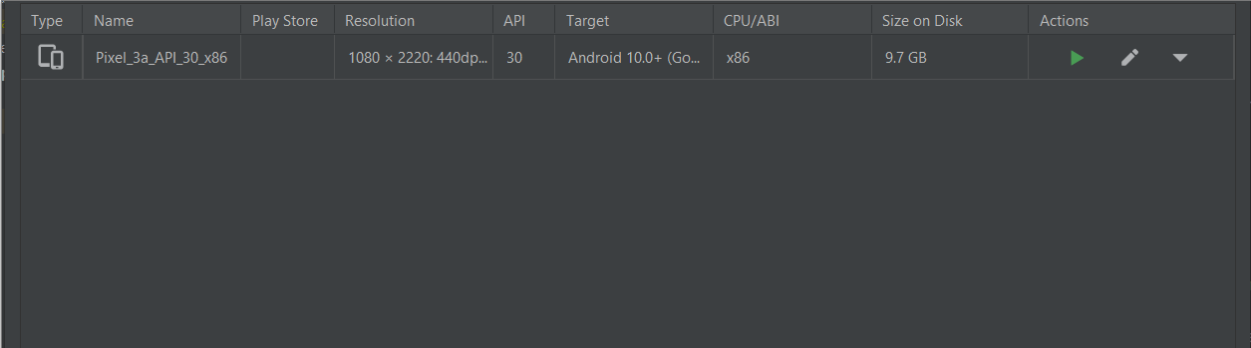 Type Name Play Store Resolution API Target CPU/ABI Size on Disk Actions
Pixel_3a_API_30_x86 1080 × 2220: 440dp... 30 Android 10.0+ (Go... x86 9.7 GB